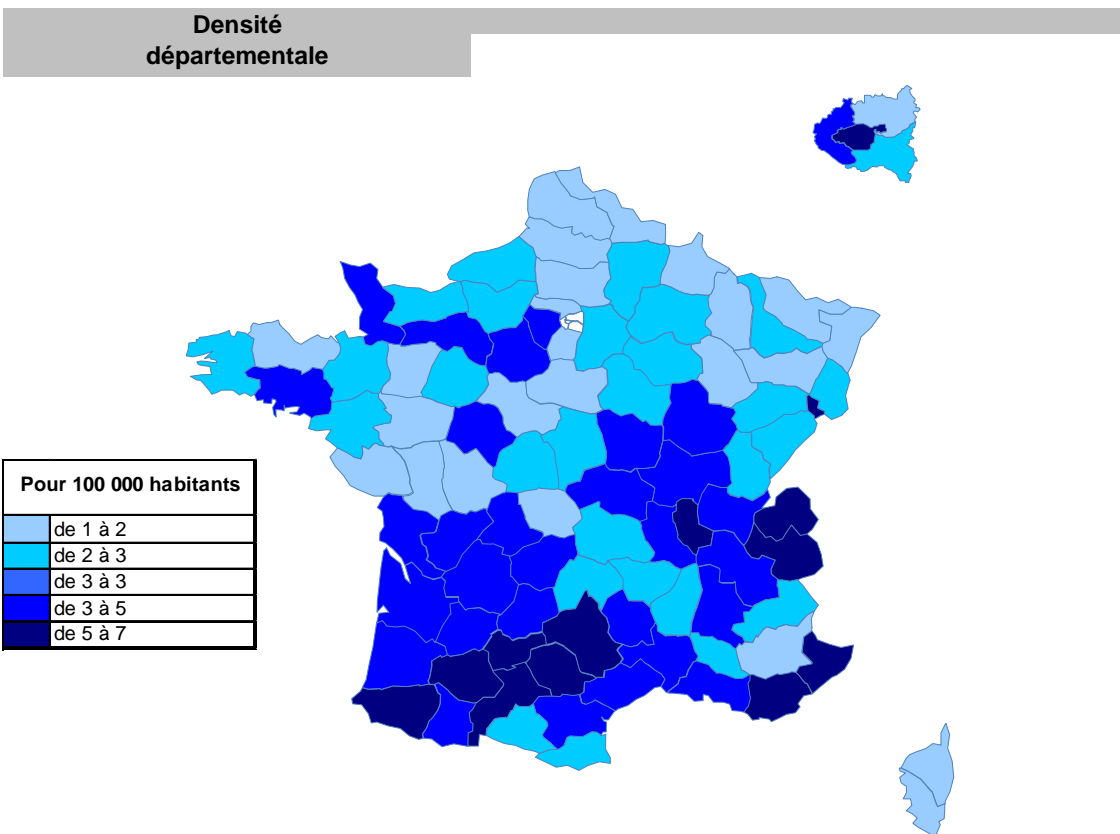 Densité
départementale
Pour 100 000 habitants
de 1 à 2
de 2 à 3
de 3 à 3
de 3 à 5
de 5 à 7